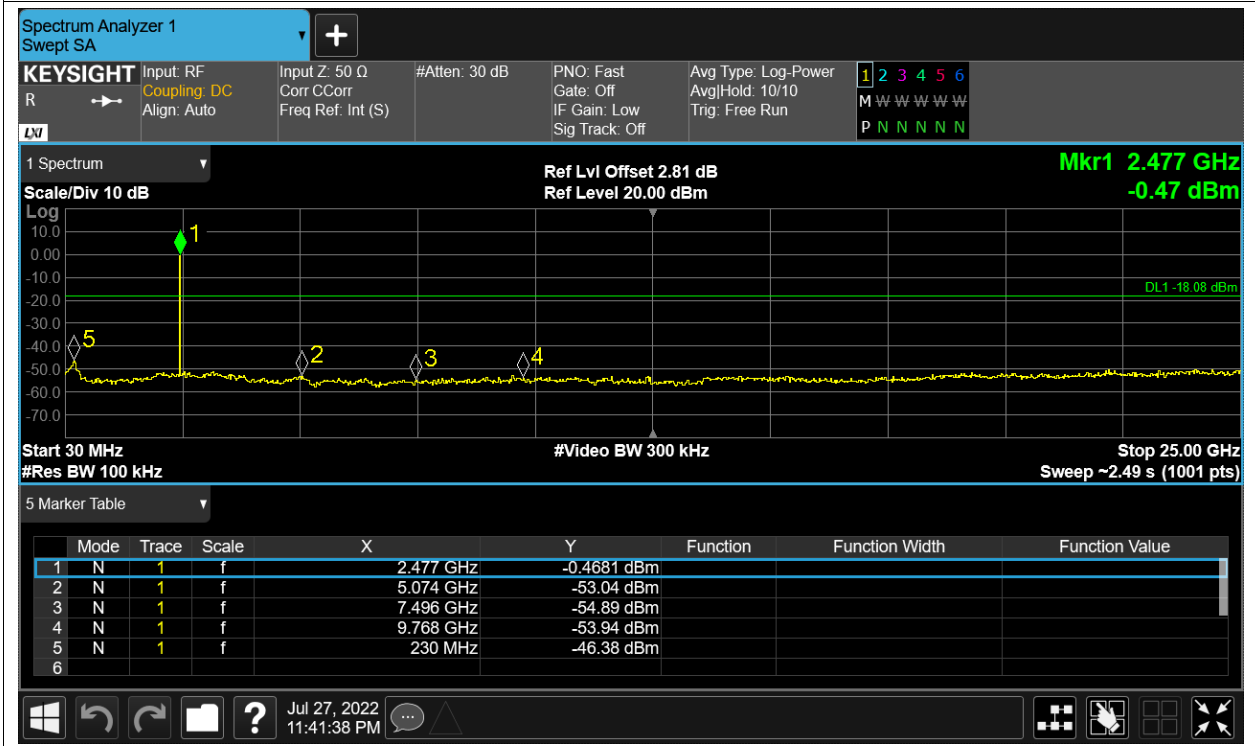 Spectrum Analyzer 1
Swept SA
+
KEYSIGHT Input: RF Input Z: 50 Ω #Atten: 30 dB PNO: Fast Avg Type: Log-Power 1 2 3 4 5 6
R Coupling: DC Corr CCorr Gate: Off Avg|Hold: 10/10 M W W W W W
Align: Auto Freq Ref: Int (S) IF Gain: Low Trig: Free Run
LXI Sig Track: Off P N N N N N
1 Spectrum Ref Lvl Offset 2.81 dB Mkr1 2.477 GHz
Scale/Div 10 dB Ref Level 20.00 dBm -0.47 dBm
Log
10.0 1
0.00
-10.0
DL1 -18.08 dBm
-20.0
-30.0
5
-40.0 2 3 4
-50.0
-60.0
-70.0
Start 30 MHz #Video BW 300 kHz Stop 25.00 GHz
#Res BW 100 kHz Sweep ~2.49 s (1001 pts)
5 Marker Table
Mode Trace Scale X Y Function Function Width Function Value
1 N 1 f 2.477 GHz -0.4681 dBm
2 N 1 f 5.074 GHz -53.04 dBm
3 N 1 f 7.496 GHz -54.89 dBm
4 N 1 f 9.768 GHz -53.94 dBm
5 N 1 f 230 MHz -46.38 dBm
6
? Jul 27, 2022
11:41:38 PM